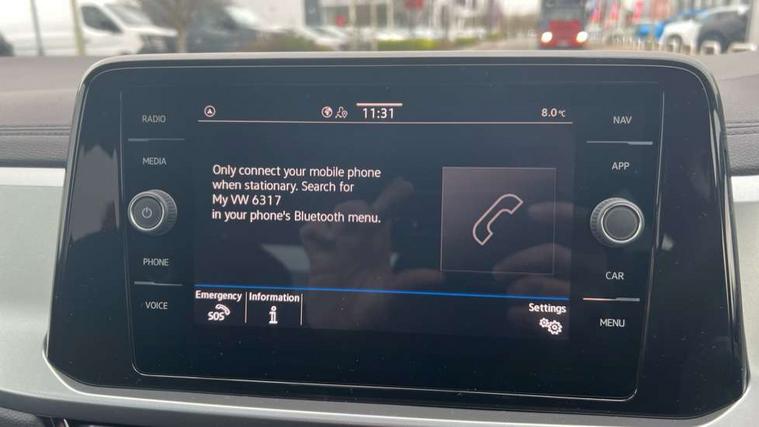 RADIO
MEDIA
PHONE
VOICE
11:31
8.0°C
Only connect your mobile phone
when stationary. Search for
My VW 6317
in your phone's Bluetooth menu.
Emergency
SOS
Information
i
Settings
NAV
APP
CAR
MENU